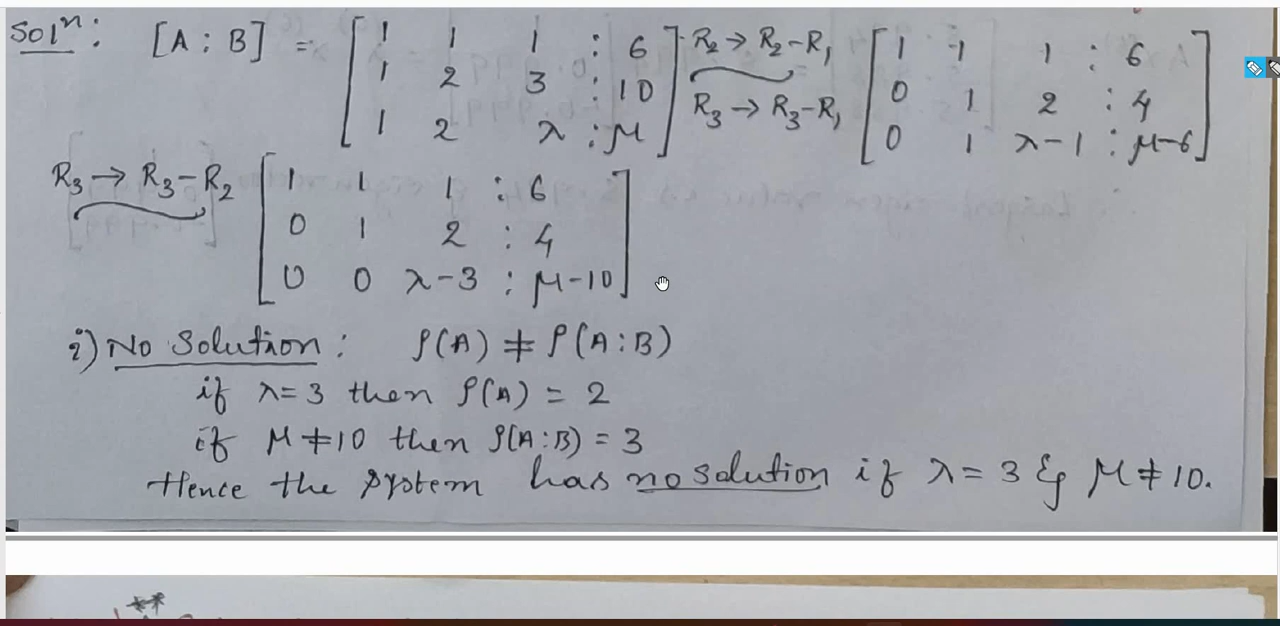 Solⁿ: [A : B] = [1 1 1 : 6; 1 2 3 : 10; 1 2 λ : μ] R₂ → R₂-R₁, R₃ → R₃-R₁ [1 1 1 : 6; 0 1 2 : 4; 0 1 λ-1 : μ-6]
R₃ → R₃-R₂ [1 1 1 : 6; 0 1 2 : 4; 0 0 λ-3 : μ-10]
i) No Solution : ρ(A) ≠ ρ(A:B)
if λ=3 then ρ(A) = 2
if μ≠10 then ρ(A:B) = 3
Hence the system has no solution if λ=3 & μ≠10.
**